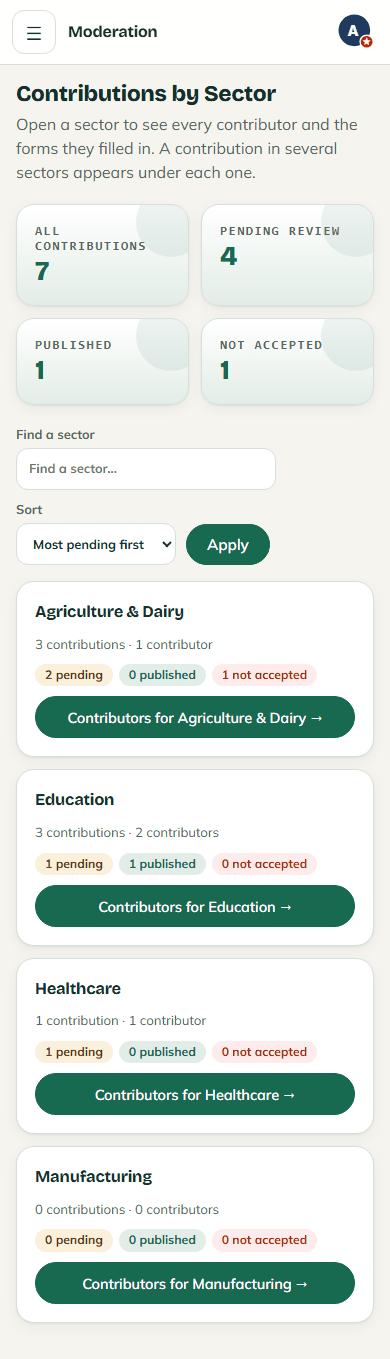 ☰ Moderation A
Contributions by Sector
Open a sector to see every contributor and the
forms they filled in. A contribution in several
sectors appears under each one.
ALL
CONTRIBUTIONS
7
PENDING REVIEW
4
PUBLISHED
1
NOT ACCEPTED
1
Find a sector
Find a sector...
Sort
Most pending first
Apply
Agriculture & Dairy
3 contributions · 1 contributor
2 pending 0 published 1 not accepted
Contributors for Agriculture & Dairy →
Education
3 contributions · 2 contributors
1 pending 1 published 0 not accepted
Contributors for Education →
Healthcare
1 contribution · 1 contributor
1 pending 0 published 0 not accepted
Contributors for Healthcare →
Manufacturing
0 contributions · 0 contributors
0 pending 0 published 0 not accepted
Contributors for Manufacturing →